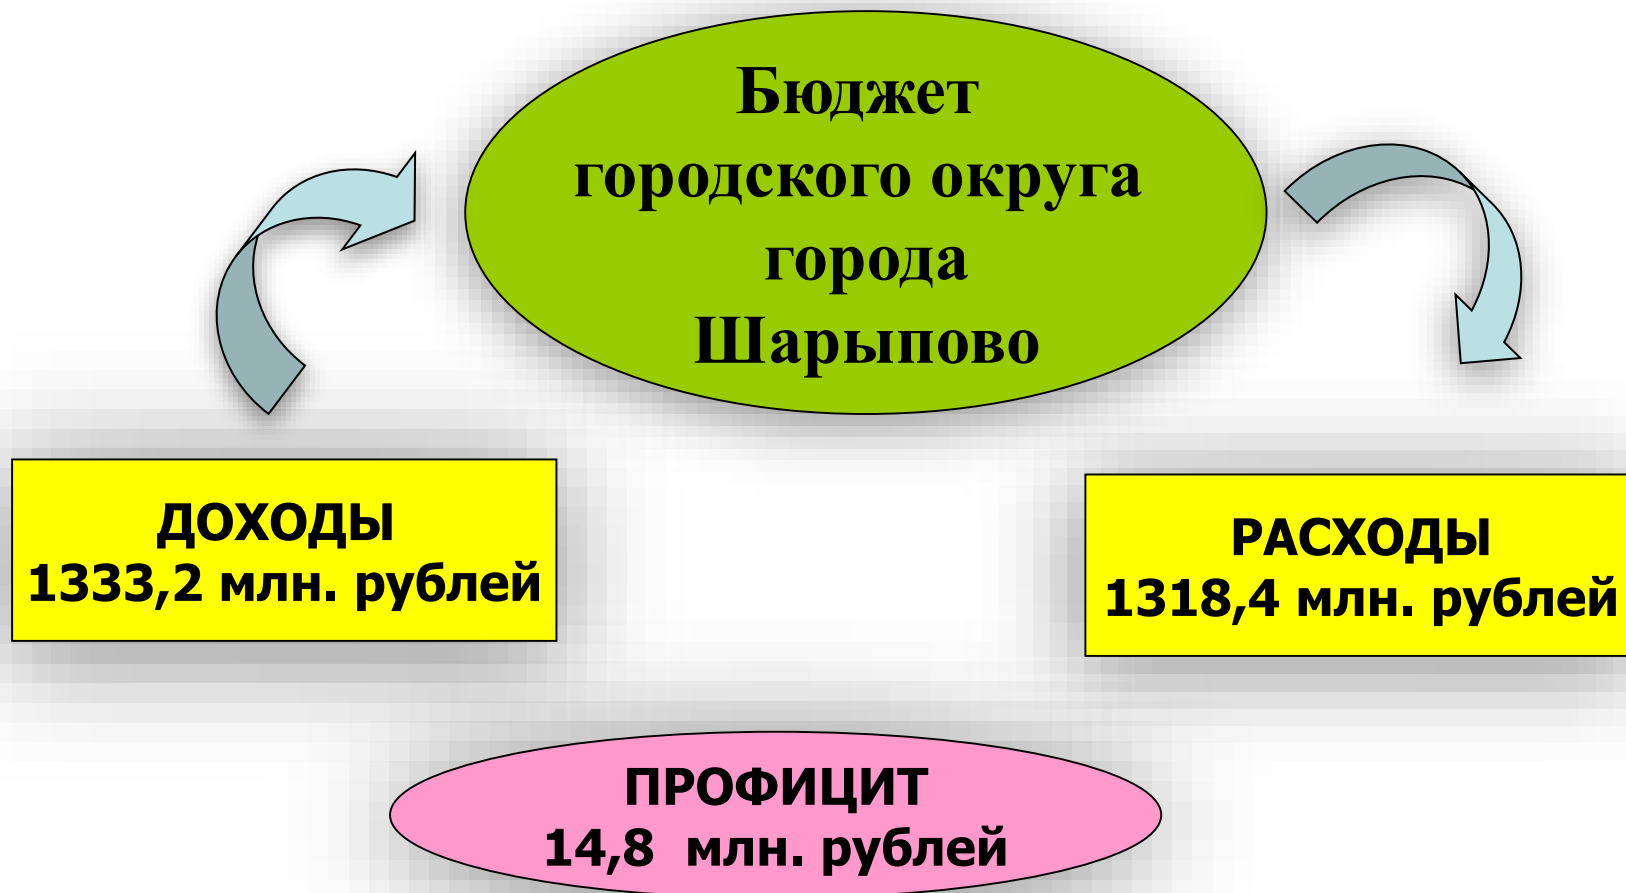 Бюджет
городского округа
города
Шарыпово
ДОХОДЫ
1333,2 млн. рублей
РАСХОДЫ
1318,4 млн. рублей
ПРОФИЦИТ
14,8 млн. рублей